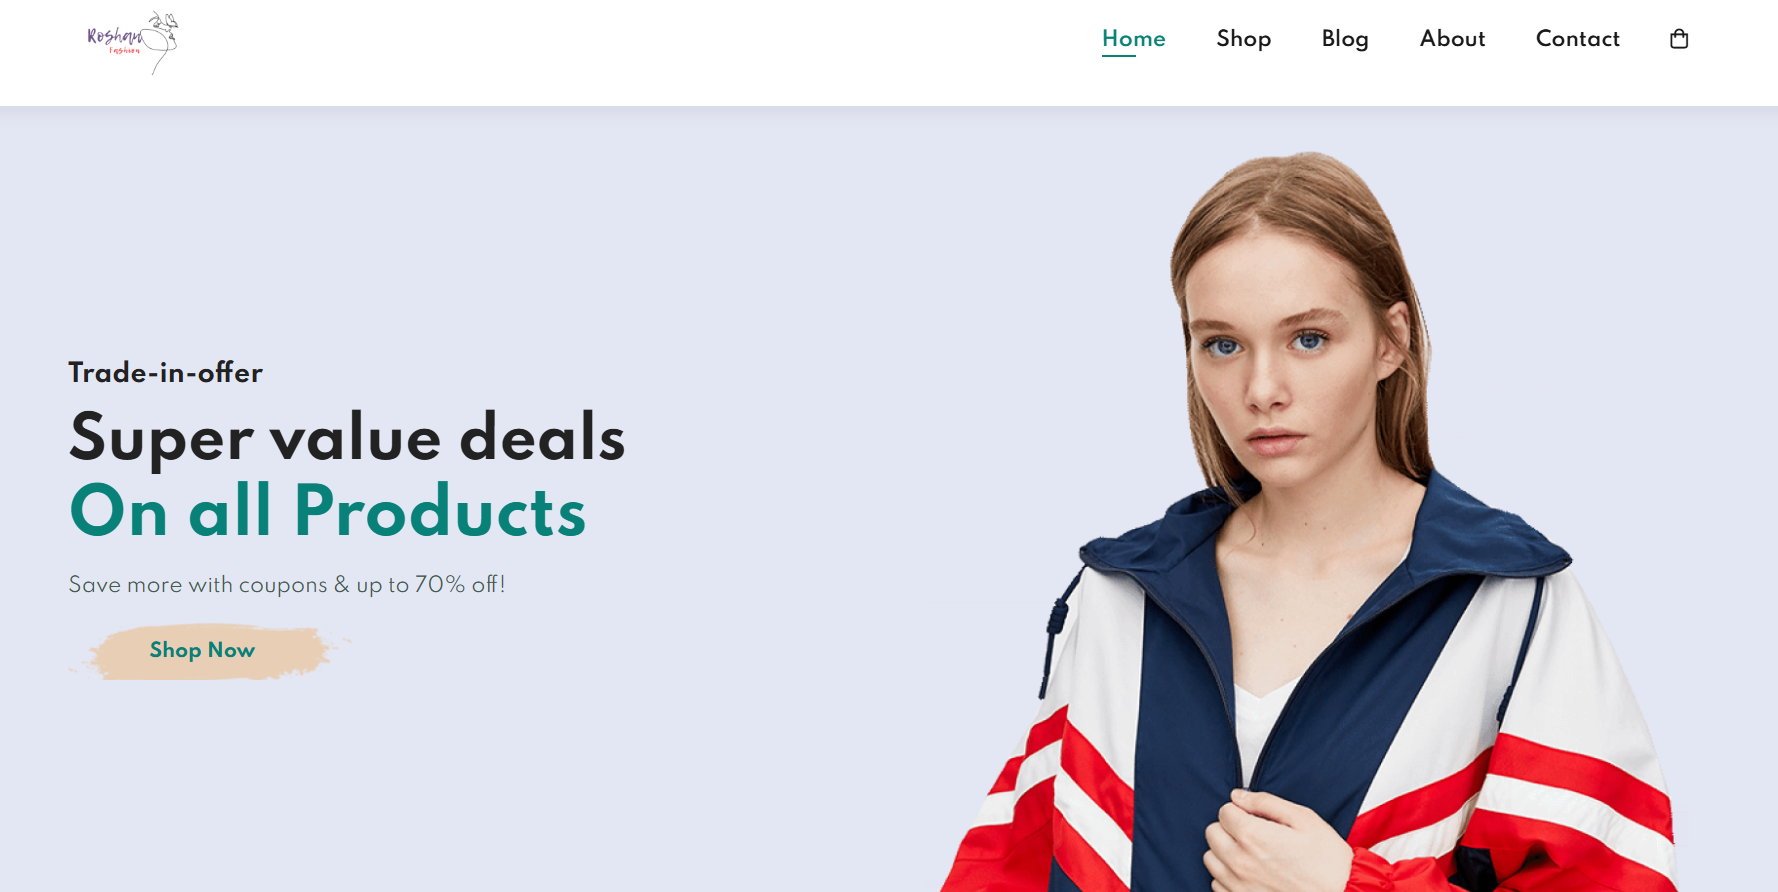 Roshan
Fashion
Home Shop Blog About Contact
Trade-in-offer
Super value deals
On all Products
Save more with coupons & up to 70% off!
Shop Now